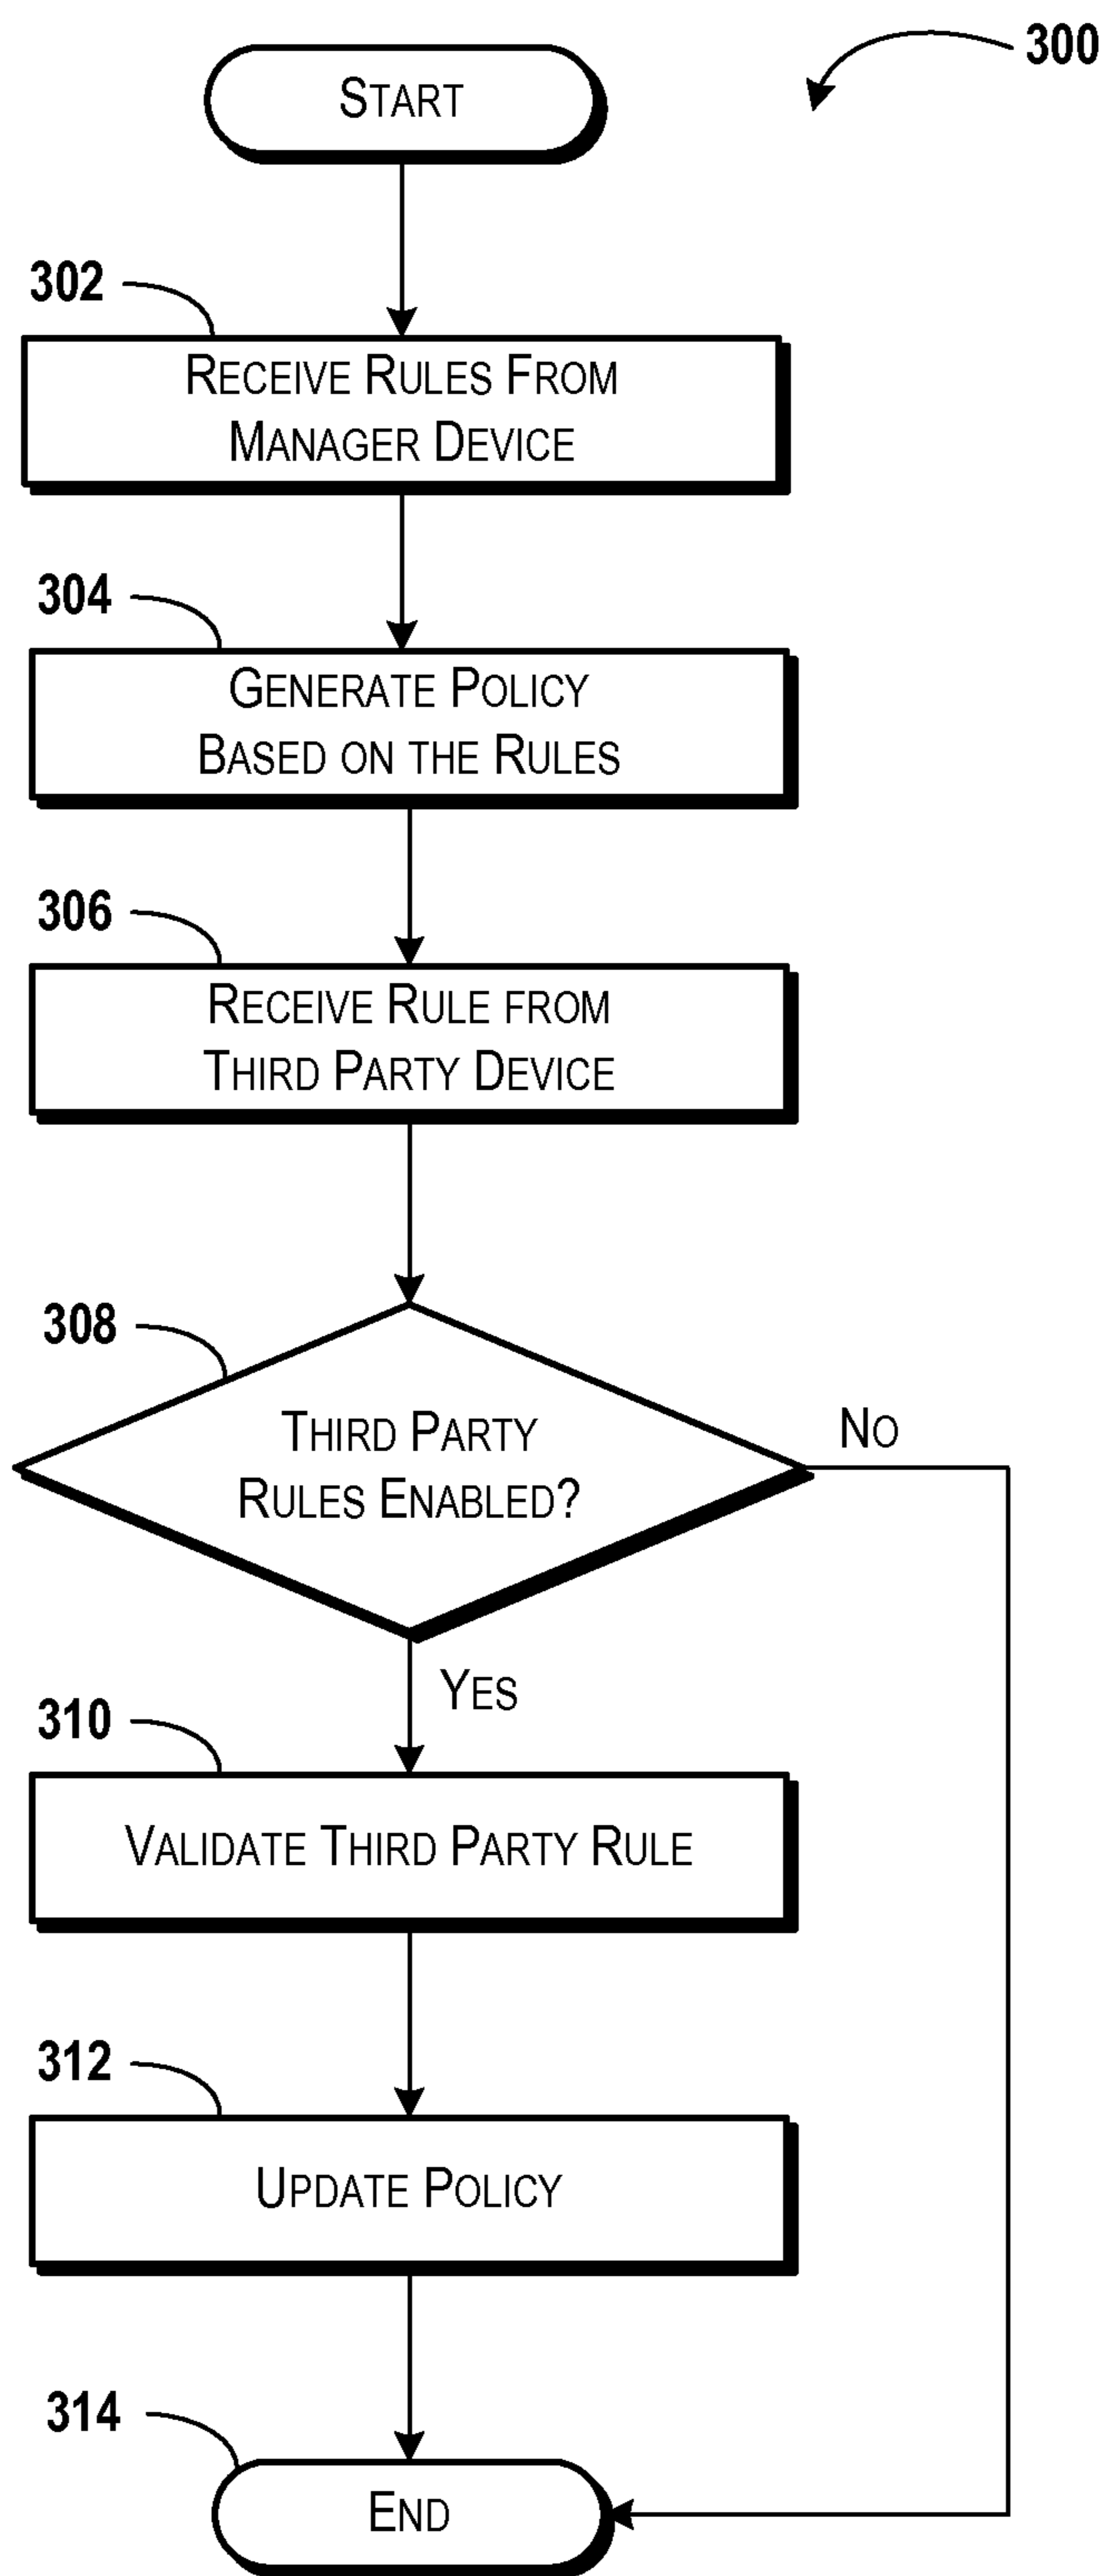 300
START
302
RECEIVE RULES FROM
MANAGER DEVICE
304
GENERATE POLICY
BASED ON THE RULES
306
RECEIVE RULE FROM
THIRD PARTY DEVICE
308
THIRD PARTY
RULES ENABLED?
NO
YES
310
VALIDATE THIRD PARTY RULE
312
UPDATE POLICY
314
END